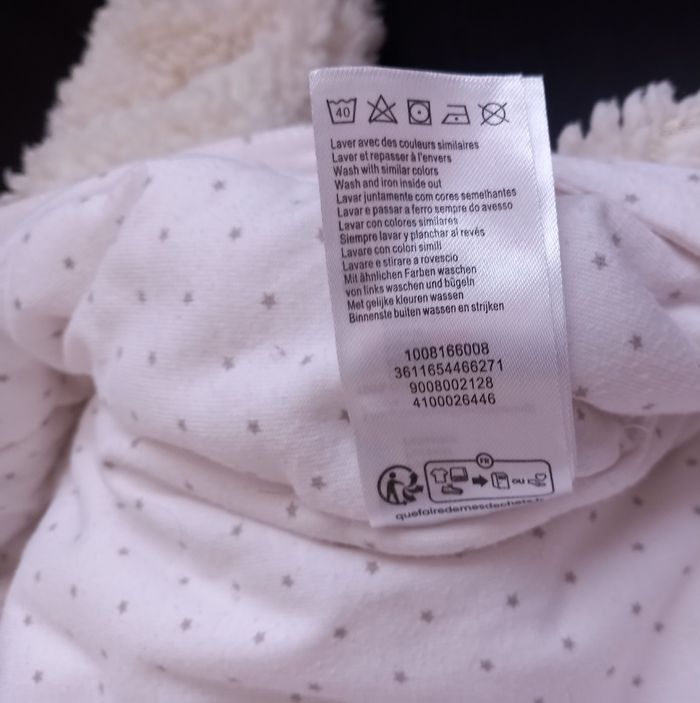 40
Laver avec des couleurs similaires
Laver et repasser à l'envers
Wash with similar colors
Wash and iron inside out
Lavar juntamente com cores semelhantes
Lavar e passar a ferro sempre do avesso
Lavar con colores similares
Siempre lavar y planchar al revés
Lavare con colori simili
Lavare e stirare a rovescio
Mit ähnlichen Farben waschen
von links waschen und bügeln
Met gelijke kleuren wassen
Binnenste buiten wassen en strijken
1008166008
3611654466271
9008002128
4100026446
FR
OU
quefairedemesdechets.fr